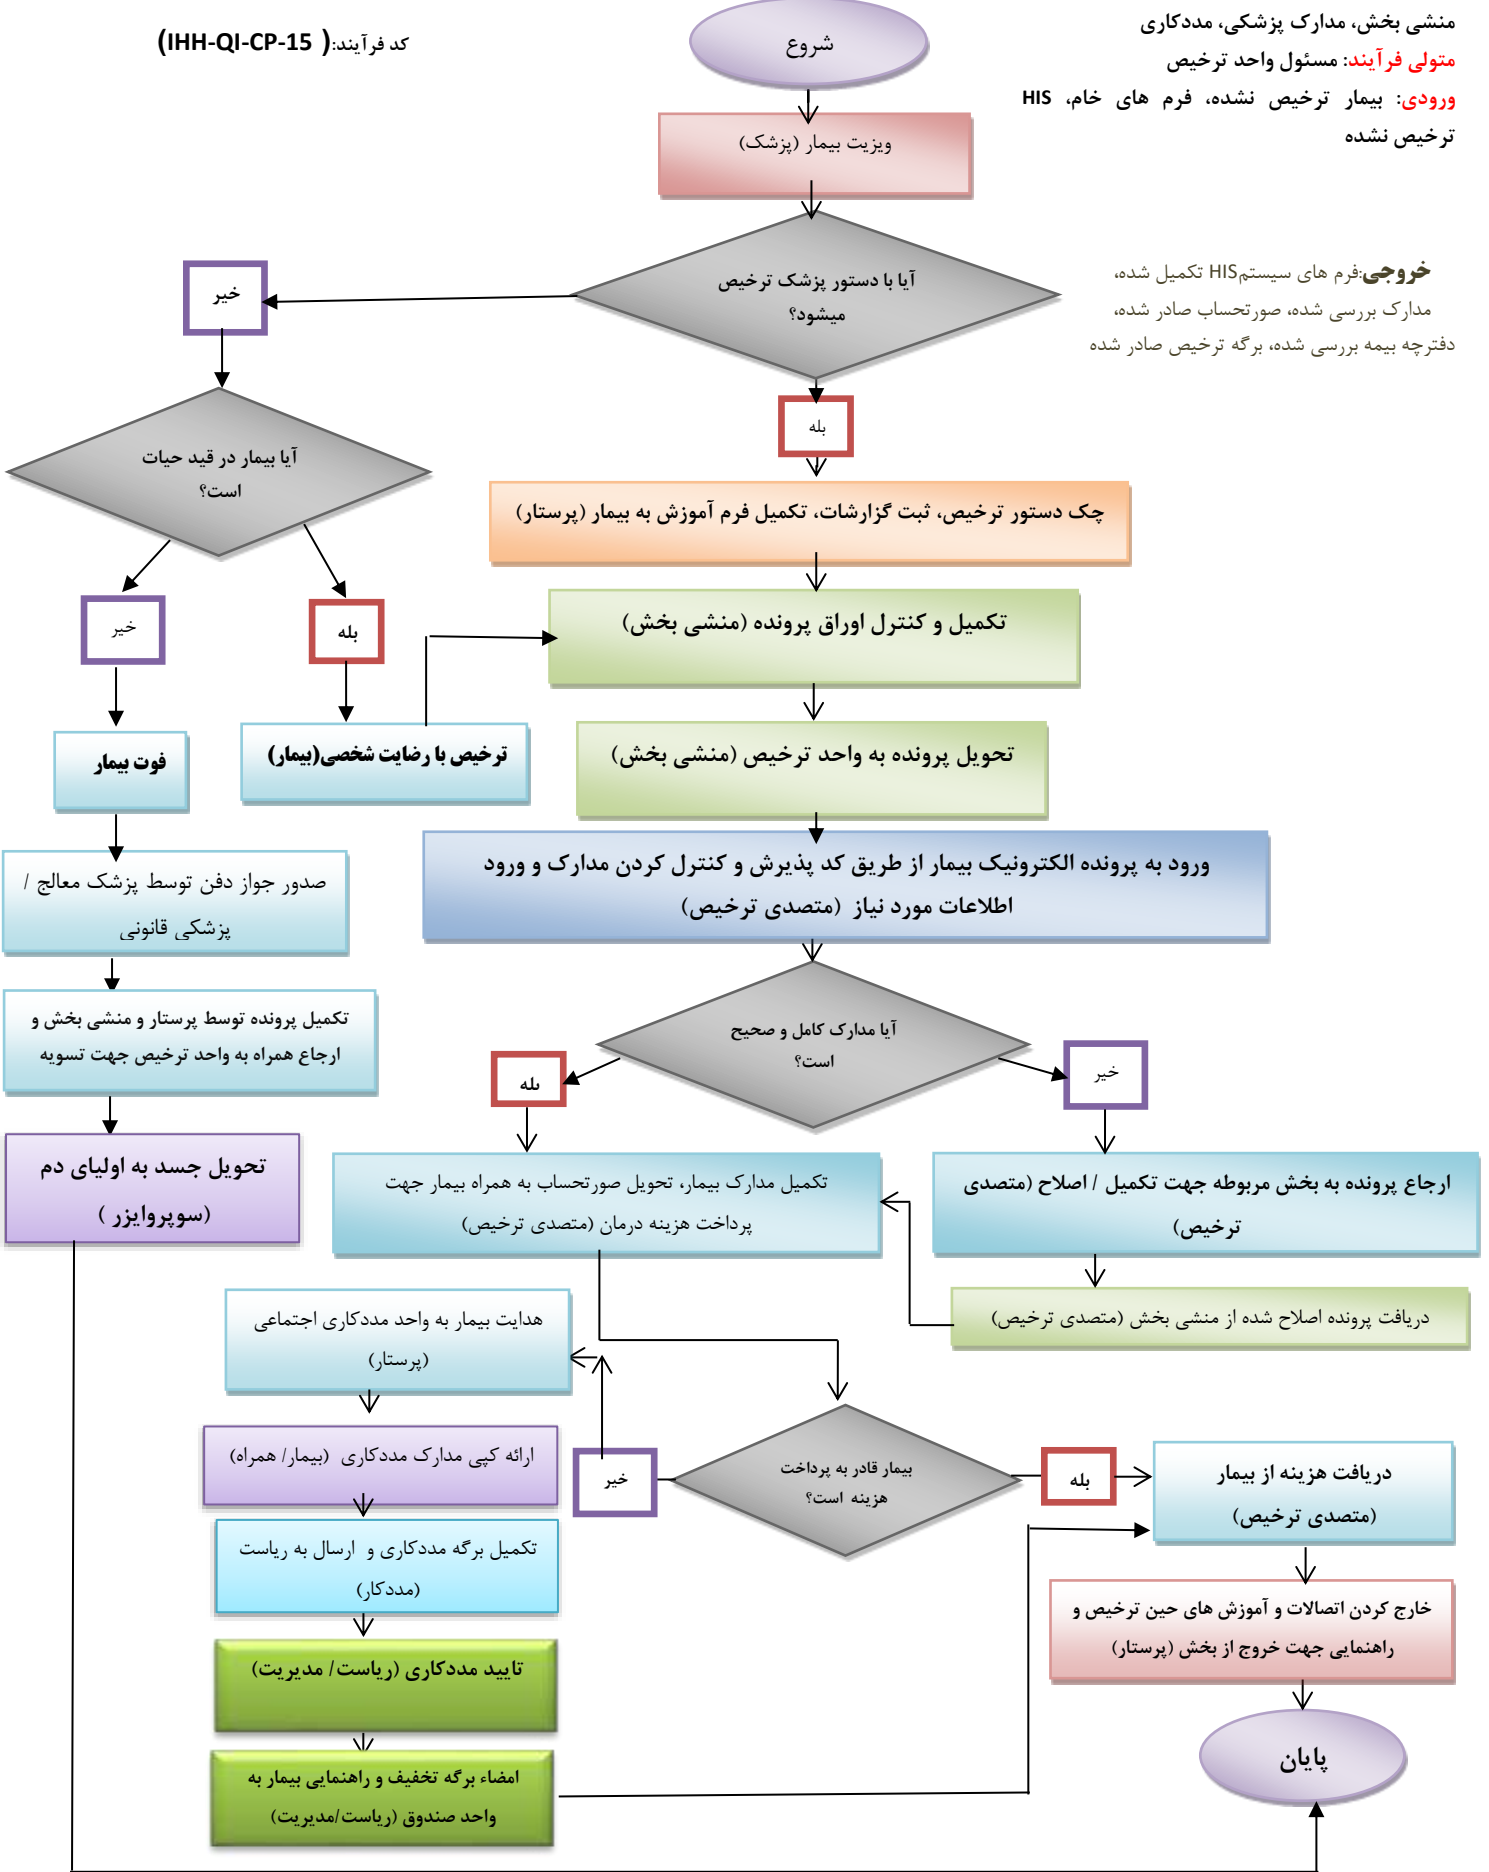 منشی بخش، مدارک پزشکی، مددکاری
متولی فرآیند: مسئول واحد ترخیص
ورودی: بیمار ترخیص نشده، فرم های خام، HIS
ترخیص نشده
کد فرآیند:( IHH-QI-CP-15)
شروع
ویزیت بیمار (پزشک)
خروجی:فرم های سیستمHIS تکمیل شده،
مدارک بررسی شده، صورتحساب صادر شده،
دفترچه بیمه بررسی شده، برگه ترخیص صادر شده
آیا با دستور پزشک ترخیص
میشود؟
خیر
بله
آیا بیمار در قید حیات
است؟
چک دستور ترخیص، ثبت گزارشات، تکمیل فرم آموزش به بیمار (پرستار)
تکمیل و کنترل اوراق پرونده (منشی بخش)
بله
خیر
تحویل پرونده به واحد ترخیص (منشی بخش)
ترخیص با رضایت شخصی(بیمار)
فوت بیمار
ورود به پرونده الکترونیک بیمار از طریق کد پذیرش و کنترل کردن مدارک و ورود
اطلاعات مورد نیاز (متصدی ترخیص)
صدور جواز دفن توسط پزشک معالج /
پزشکی قانونی
تکمیل پرونده توسط پرستار و منشی بخش و
ارجاع همراه به واحد ترخیص جهت تسویه
آیا مدارک کامل و صحیح
است؟
خیر
بله
تحویل جسد به اولیای دم
(سوپروایزر )
ارجاع پرونده به بخش مربوطه جهت تکمیل / اصلاح (متصدی
ترخیص)
تکمیل مدارک بیمار، تحویل صورتحساب به همراه بیمار جهت
پرداخت هزینه درمان (متصدی ترخیص)
دریافت پرونده اصلاح شده از منشی بخش (متصدی ترخیص)
هدایت بیمار به واحد مددکاری اجتماعی
(پرستار)
ارائه کپی مدارک مددکاری (بیمار/ همراه)
خیر
بیمار قادر به پرداخت
هزینه است؟
بله
دریافت هزینه از بیمار
(متصدی ترخیص)
تکمیل برگه مددکاری و ارسال به ریاست
(مددکار)
خارج کردن اتصالات و آموزش های حین ترخیص و
راهنمایی جهت خروج از بخش (پرستار)
تایید مددکاری (ریاست/ مدیریت)
پایان
امضاء برگه تخفیف و راهنمایی بیمار به
واحد صندوق (ریاست/مدیریت)